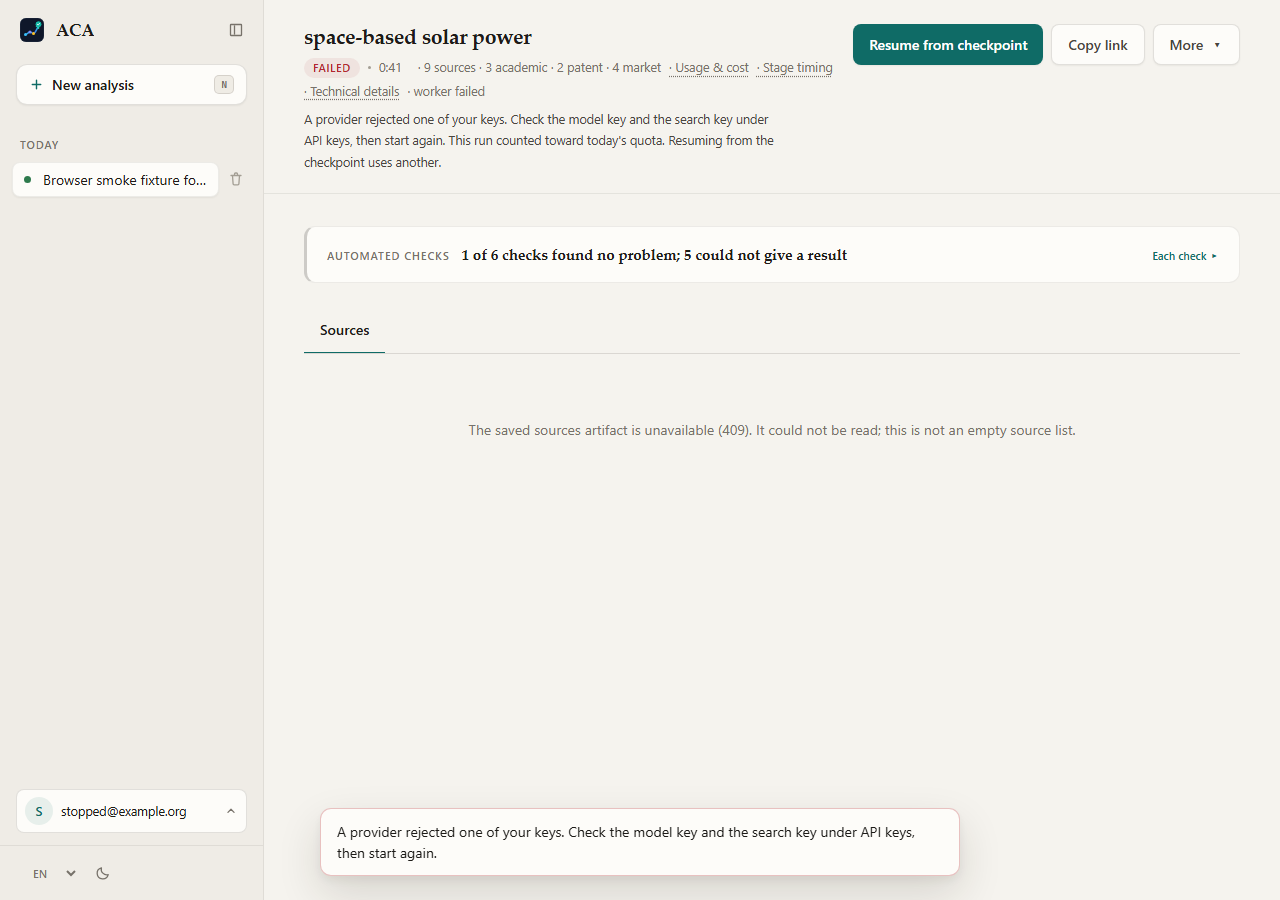 ACA
New analysis N
TODAY
Browser smoke fixture fo...
S stopped@example.org
EN
space-based solar power
FAILED • 0:41 · 9 sources · 3 academic · 2 patent · 4 market · Usage & cost · Stage timing
· Technical details · worker failed
A provider rejected one of your keys. Check the model key and the search key under
API keys, then start again. This run counted toward today's quota. Resuming from the
checkpoint uses another.
Resume from checkpoint
Copy link
More
AUTOMATED CHECKS 1 of 6 checks found no problem; 5 could not give a result
Each check
Sources
The saved sources artifact is unavailable (409). It could not be read; this is not an empty source list.
A provider rejected one of your keys. Check the model key and the search key under API keys,
then start again.